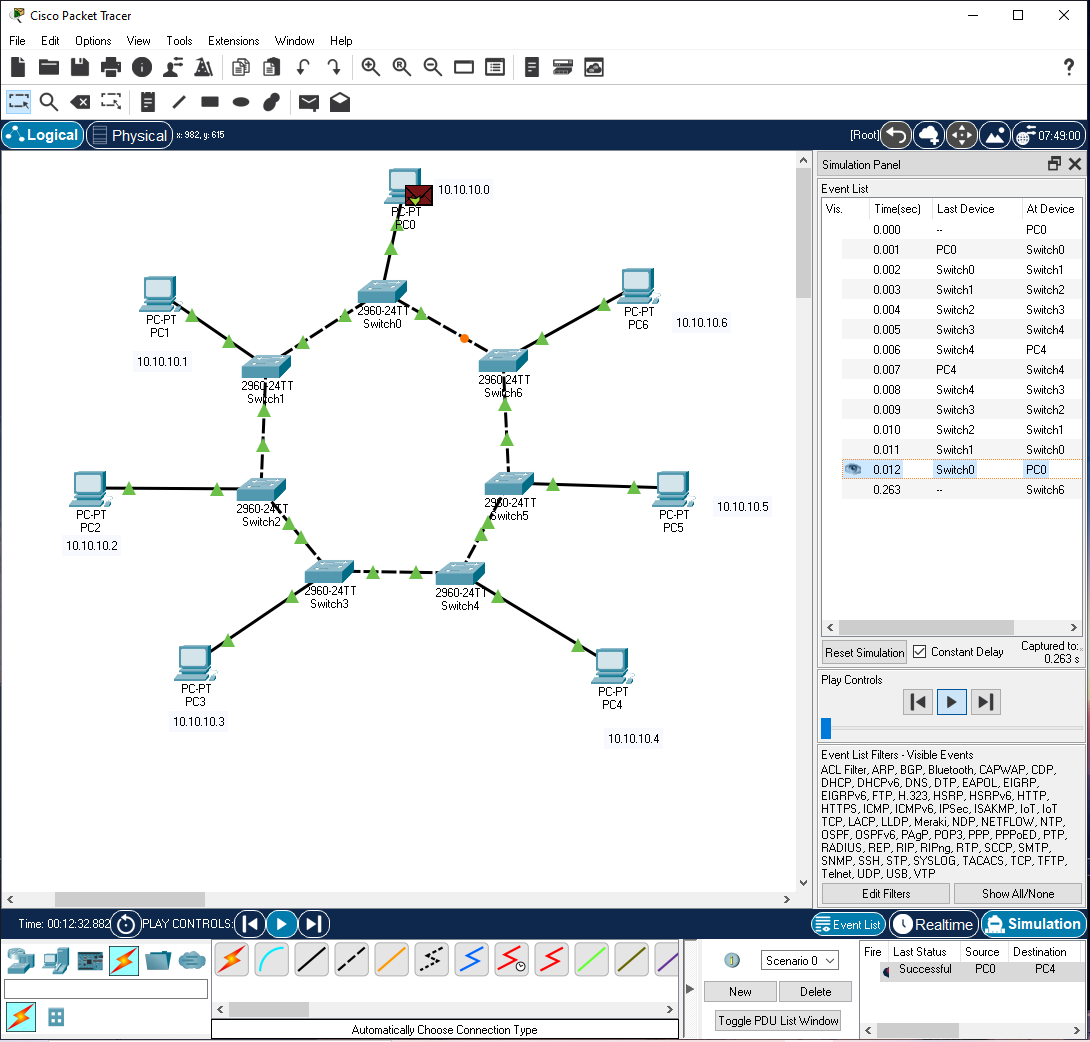 Cisco Packet Tracer
File Edit Options View Tools Extensions Window Help
Logical Physical x: 982, y: 615 [Root] 07:49:00
10.10.10.0
PC-PT
PC0
2960-24TT
Switch0
PC-PT
PC1
10.10.10.1
PC-PT
PC6
10.10.10.6
2960-24TT
Switch1
2960-24TT
Switch6
PC-PT
PC2
10.10.10.2
2960-24TT
Switch2
2960-24TT
Switch5
PC-PT
PC5
10.10.10.5
2960-24TT
Switch3
2960-24TT
Switch4
PC-PT
PC3
10.10.10.3
PC-PT
PC4
10.10.10.4
Simulation Panel
Event List
Vis. Time(sec) Last Device At Device
0.000 -- PC0
0.001 PC0 Switch0
0.002 Switch0 Switch1
0.003 Switch1 Switch2
0.004 Switch2 Switch3
0.005 Switch3 Switch4
0.006 Switch4 PC4
0.007 PC4 Switch4
0.008 Switch4 Switch3
0.009 Switch3 Switch2
0.010 Switch2 Switch1
0.011 Switch1 Switch0
0.012 Switch0 PC0
0.263 -- Switch6
Reset Simulation Constant Delay Captured to:
0.263 s
Play Controls
Event List Filters - Visible Events
ACL Filter, ARP, BGP, Bluetooth, CAPWAP, CDP,
DHCP, DHCPv6, DNS, DTP, EAPOL, EIGRP,
EIGRPv6, FTP, H.323, HSRP, HSRPv6, HTTP,
HTTPS, ICMP, ICMPv6, IPSec, ISAKMP, IoT, IoT
TCP, LACP, LLDP, Meraki, NDP, NETFLOW, NTP,
OSPF, OSPFv6, PAgP, POP3, PPP, PPPoED, PTP,
RADIUS, REP, RIP, RIPng, RTP, SCCP, SMTP,
SNMP, SSH, STP, SYSLOG, TACACS, TCP, TFTP,
Telnet, UDP, USB, VTP
Edit Filters Show All/None
Time: 00:12:32.882 PLAY CONTROLS: Event List Realtime Simulation
Scenario 0
New Delete
Toggle PDU List Window
Fire Last Status Source Destination
Successful PC0 PC4
Automatically Choose Connection Type